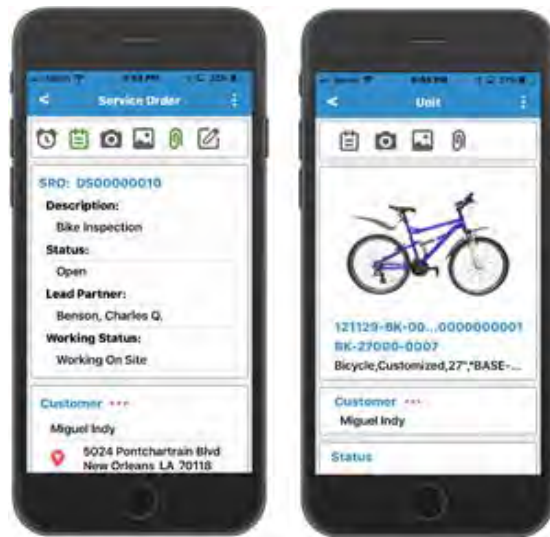 Service Order
SRO: DS00000010
Description:
Bike Inspection
Status:
Open
Lead Partner:
Benson, Charles Q.
Working Status:
Working On Site
Customer ...
Miguel Indy
5024 Pontchartrain Blvd
New Orleans LA 70118
Unit
121129-BK-00...0000000001
BK-27000-0007
Bicycle,Customized,27",*BASE-...
Customer ...
Miguel Indy
Status